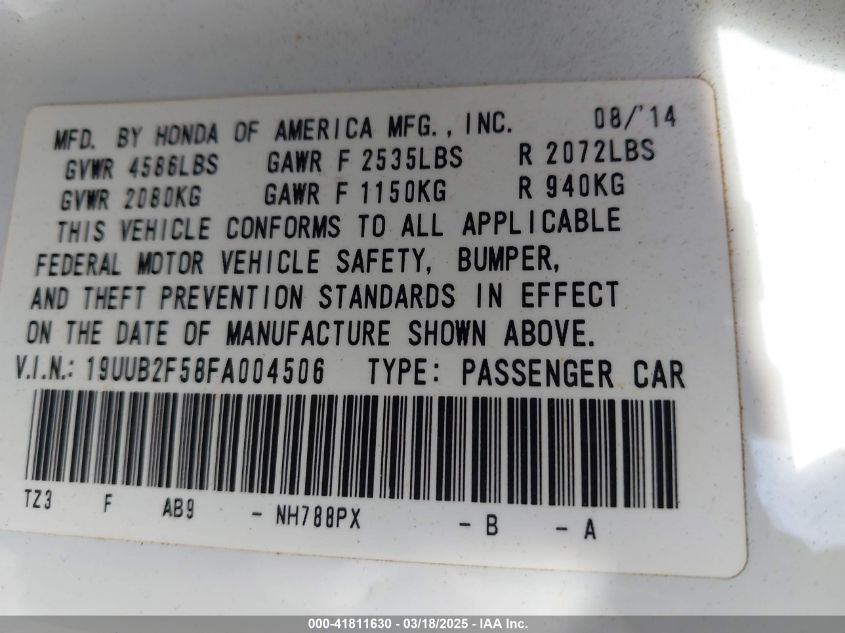 MFD. BY HONDA OF AMERICA MFG., INC. 08/'14
GVWR 4586LBS GAWR F 2535LBS R 2072LBS
GVWR 2080KG GAWR F 1150KG R 940KG
THIS VEHICLE CONFORMS TO ALL APPLICABLE
FEDERAL MOTOR VEHICLE SAFETY, BUMPER,
AND THEFT PREVENTION STANDARDS IN EFFECT
ON THE DATE OF MANUFACTURE SHOWN ABOVE.
V.I.N.: 19UUB2F58FA004506 TYPE: PASSENGER CAR
TZ3 F AB9 - NH788PX - B - A
000-41811630 - 03/18/2025 - IAA Inc.